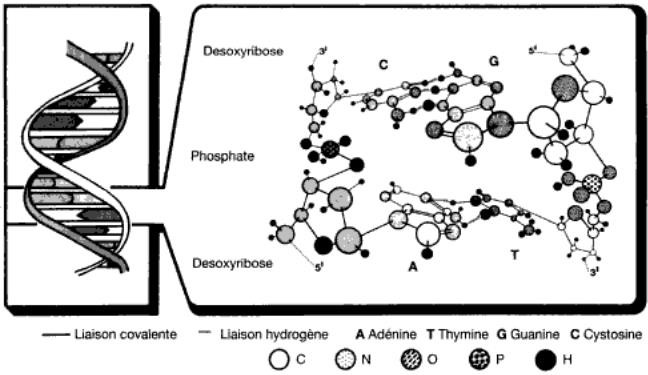 Desoxyribose
3'
C
G
5'
Phosphate
Desoxyribose
5'
A
T
3'
Liaison covalente
Liaison hydrogène
A Adénine T Thymine G Guanine C Cystosine
C N O P H